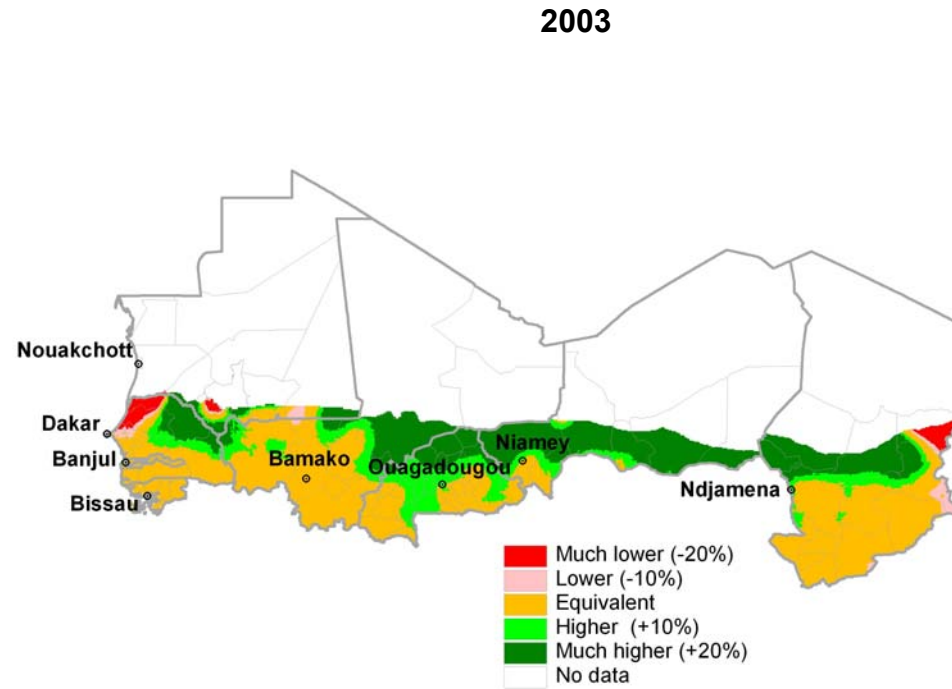 2003
Nouakchott
Dakar
Banjul
Bissau
Bamako
Ouagadougou
Niamey
Ndjamena
Much lower (-20%)
Lower (-10%)
Equivalent
Higher (+10%)
Much higher (+20%)
No data